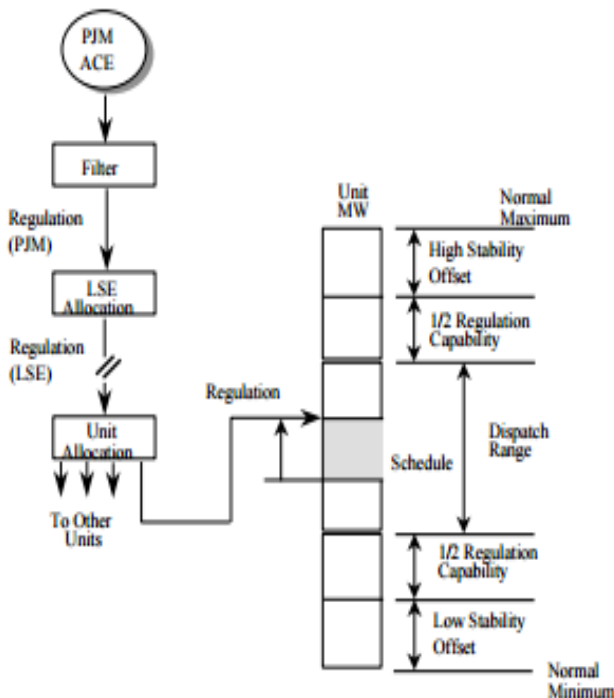 PJM
ACE
Filter
Regulation
(PJM)
LSE
Allocation
Regulation
(LSE)
Unit
Allocation
To Other
Units
Regulation
Unit
MW
Normal
Maximum
High Stability
Offset
1/2 Regulation
Capability
Dispatch
Range
Schedule
1/2 Regulation
Capability
Low Stability
Offset
Normal
Minimum